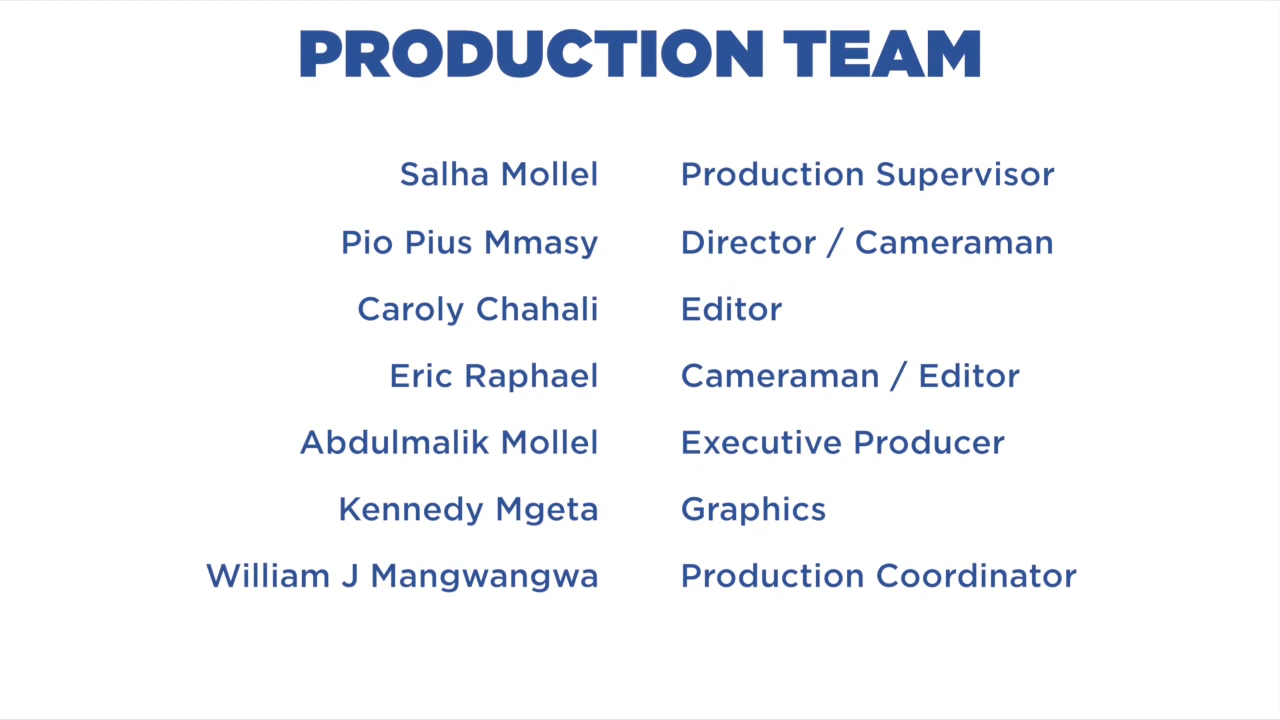 PRODUCTION TEAM
Salha Mollel Production Supervisor
Pio Pius Mmasy Director / Cameraman
Caroly Chahali Editor
Eric Raphael Cameraman / Editor
Abdulmalik Mollel Executive Producer
Kennedy Mgeta Graphics
William J Mangwangwa Production Coordinator